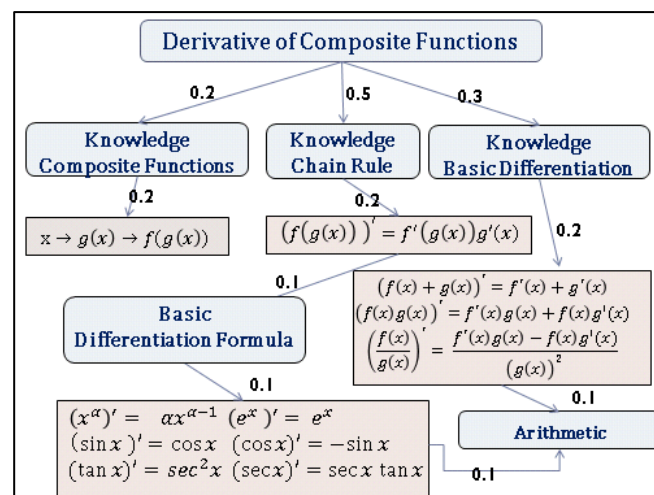 Derivative of Composite Functions
0.2
0.5
0.3
Knowledge
Composite Functions
Knowledge
Chain Rule
Knowledge
Basic Differentiation
0.2
0.2
0.2
x → g(x) → f(g(x))
(f(g(x)))′ = f′(g(x))g′(x)
0.1
Basic
Differentiation Formula
(f(x) + g(x))′ = f′(x) + g′(x)
(f(x)g(x))′ = f′(x)g(x) + f(x)g′(x)
(f(x)/g(x))′ = (f′(x)g(x) − f(x)g′(x))/(g(x))²
0.1
0.1
(x^α)′ = αx^(α−1) (e^x)′ = e^x
(sin x)′ = cos x (cos x)′ = −sin x
(tan x)′ = sec²x (sec x)′ = sec x tan x
Arithmetic
0.1